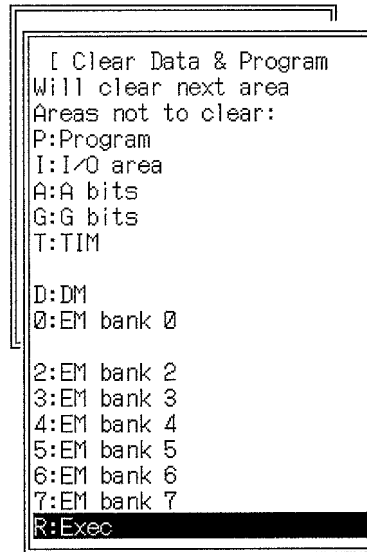 [ Clear Data & Program
Will clear next area
Areas not to clear:
P:Program
I:I/O area
A:A bits
G:G bits
T:TIM
D:DM
0:EM bank 0
2:EM bank 2
3:EM bank 3
4:EM bank 4
5:EM bank 5
6:EM bank 6
7:EM bank 7
R:Exec